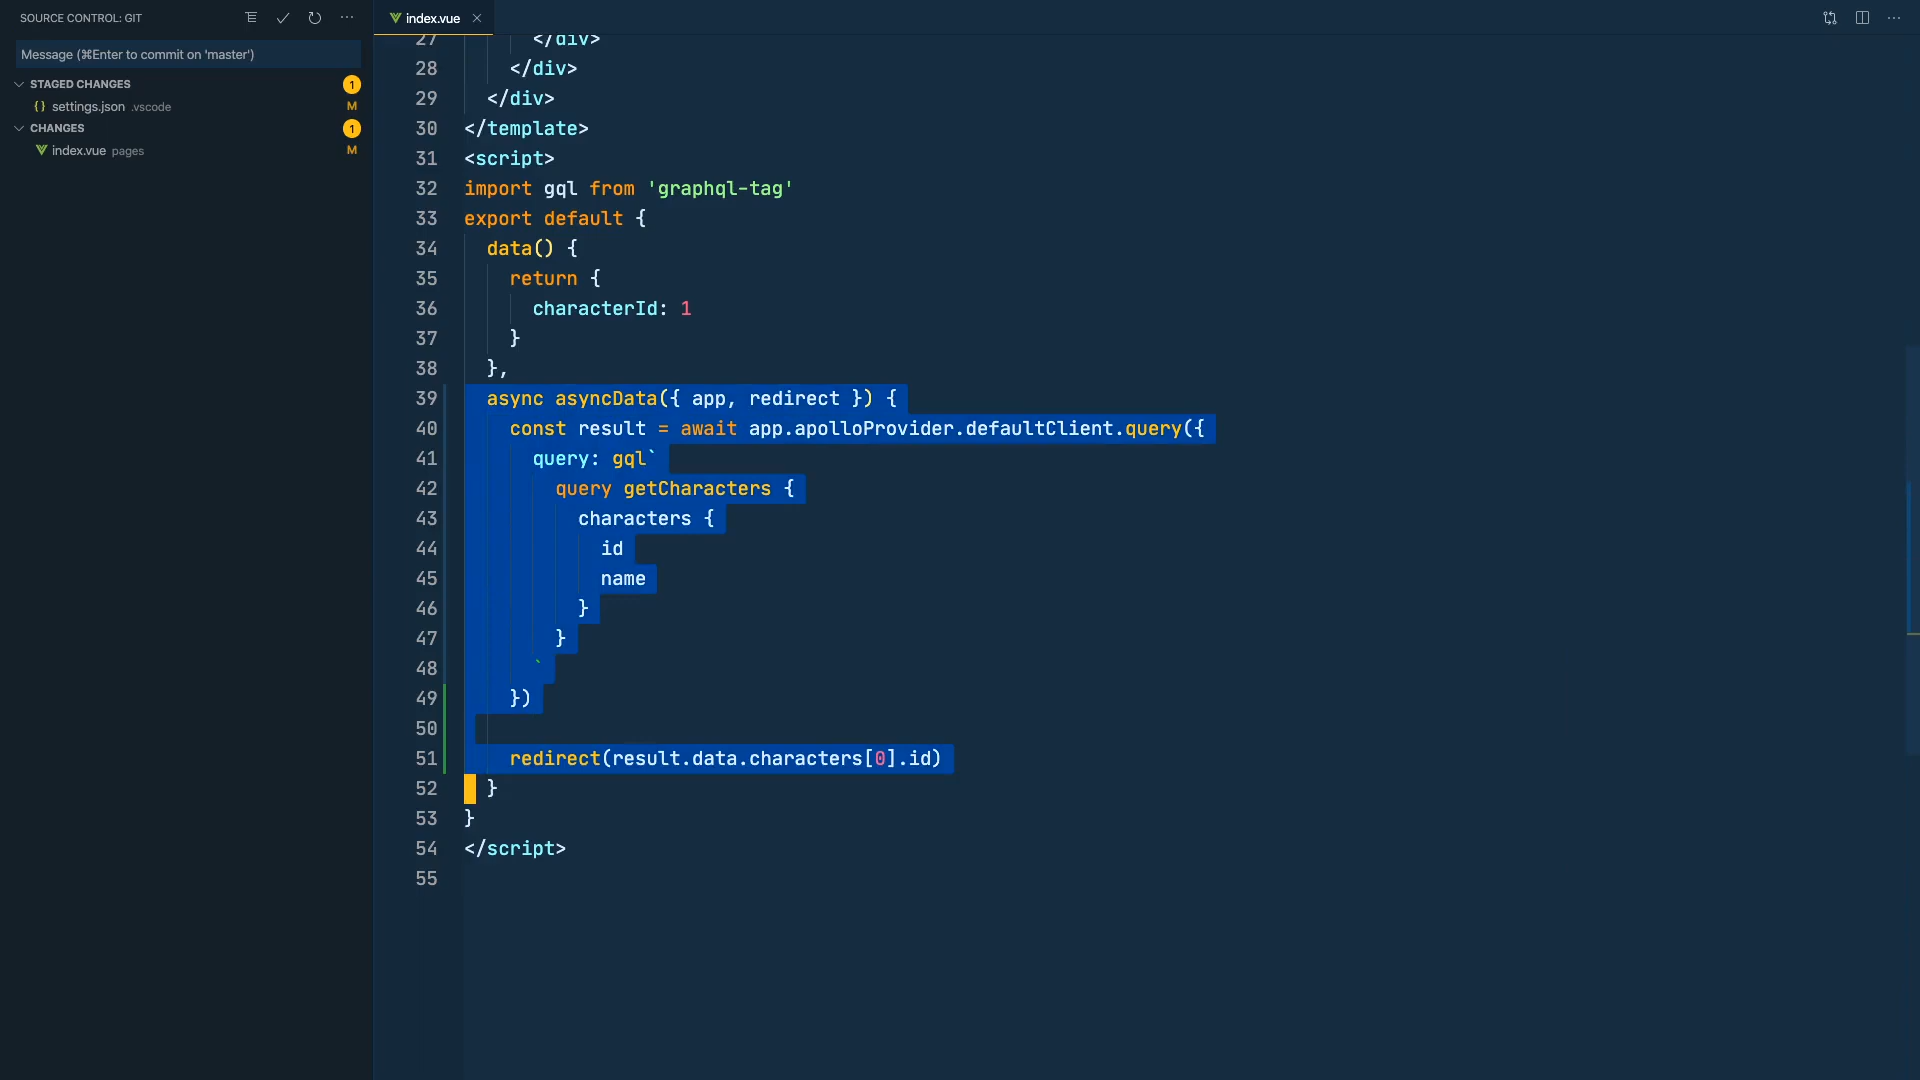 SOURCE CONTROL: GIT
Message (⌘Enter to commit on 'master')
STAGED CHANGES 1
{} settings.json .vscode M
CHANGES 1
index.vue pages M
index.vue
27 </div>
28 </div>
29 </div>
30 </template>
31 <script>
32 import gql from 'graphql-tag'
33 export default {
34 data() {
35 return {
36 characterId: 1
37 }
38 },
39 async asyncData({ app, redirect }) {
40 const result = await app.apolloProvider.defaultClient.query({
41 query: gql`
42 query getCharacters {
43 characters {
44 id
45 name
46 }
47 }
48 `
49 })
50
51 redirect(result.data.characters[0].id)
52 }
53 }
54 </script>
55